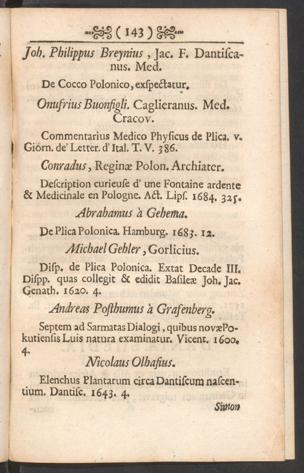 ( 143 )
Joh. Philippus Breynius, Jac. F. Dantisca-
nus. Med.
De Cocco Polonico, exspectatur.
Onufrius Buonfigli. Caglieranus. Med.
Cracov.
Commentarius Medico Physicus de Plica. v.
Giorn. de' Letter. d' Ital. T. V. 386.
Conradus, Reginæ Polon. Archiater.
Description curieuse d' une Fontaine ardente
& Medicinale en Pologne. Act. Lips. 1684. 325.
Abrahamus à Gehema.
De Plica Polonica. Hamburg. 1683. 12.
Michael Gehler, Gorlicius.
Disp. de Plica Polonica. Extat Decade III.
Dispp. quas collegit & edidit Basileæ Joh. Jac.
Genath. 1620. 4.
Andreas Posthumus à Grafenberg.
Septem ad Sarmatas Dialogi, quibus novæ Po-
kutiensis Luis natura examinatur. Vicent. 1600.
4.
Nicolaus Olhafius.
Elenchus Plantarum circa Dantiscum nascen-
tium. Dantisc. 1643. 4.
Simon